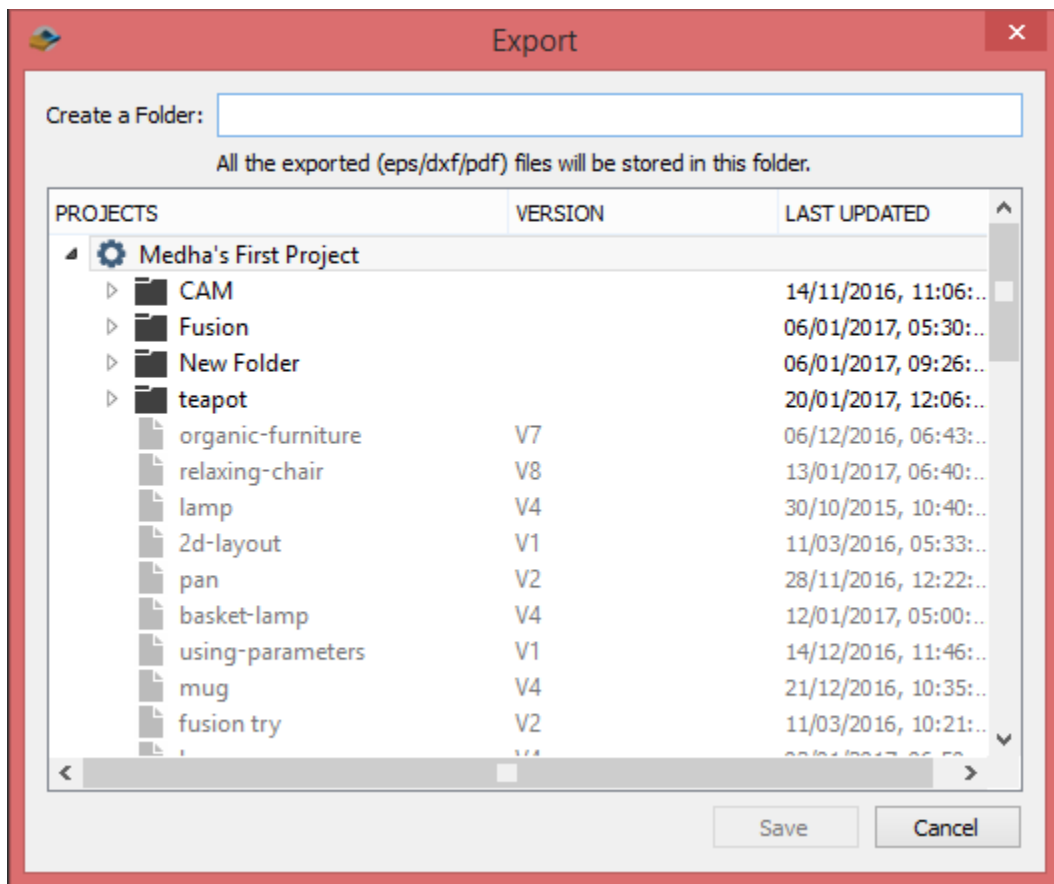 Export
Create a Folder:
All the exported (eps/dxf/pdf) files will be stored in this folder.
PROJECTS VERSION LAST UPDATED
Medha's First Project
CAM 14/11/2016, 11:06:..
Fusion 06/01/2017, 05:30:..
New Folder 06/01/2017, 09:26:..
teapot 20/01/2017, 12:06:..
organic-furniture V7 06/12/2016, 06:43:..
relaxing-chair V8 13/01/2017, 06:40:..
lamp V4 30/10/2015, 10:40:..
2d-layout V1 11/03/2016, 05:33:..
pan V2 28/11/2016, 12:22:..
basket-lamp V4 12/01/2017, 05:00:..
using-parameters V1 14/12/2016, 11:46:..
mug V4 21/12/2016, 10:35:..
fusion try V2 11/03/2016, 10:21:..
Save Cancel